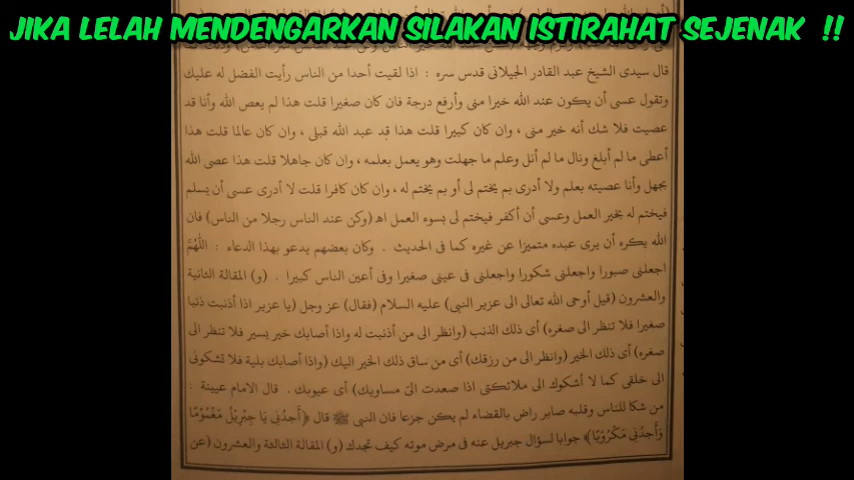 JIKA LELAH MENDENGARKAN SILAKAN ISTIRAHAT SEJENAK !!
قال سيدى الشيخ عبد القادر الجيلانى قدس سره : اذا لقيت أحدا من الناس رأيت الفضل له عليك
وتقول عسى أن يكون عند الله خيرا منى وأرفع درجة فان كان صغيرا قلت هذا لم يعص الله وأنا قد
عصيت فلا شك أنه خير منى ، وان كان كبيرا قلت هذا قد عبد الله قبلى ، وان كان عالما قلت هذا
أعطى ما لم أبلغ ونال ما لم أنل وعلم ما جهلت وهو يعمل بعلمه ، وان كان جاهلا قلت هذا عصى الله
بجهل وأنا عصيته بعلم ولا أدرى بم يختم لى أو بم يختم له ، وان كان كافرا قلت لا أدرى عسى أن يسلم
فيختم له بخير العمل وعسى أن أكفر فيختم لى بسوء العمل اه (وكن عند الناس رجلا من الناس) فان
الله يكره أن يرى عبده متميزا عن غيره كما فى الحديث . وكان بعضهم يدعو بهذا الدعاء : اللّٰهُمَّ
اجعلنى صبورا واجعلنى شكورا واجعلنى فى عينى صغيرا وفى أعين الناس كبيرا . (و) المقالة الثانية
والعشرون (قيل أوحى الله تعالى الى عزير النبى) عليه السلام (فقال) عز وجل (يا عزير اذا أذنبت ذنبا
صغيرا فلا تنظر الى صغره) أى ذلك الذنب (وانظر الى من أذنبت له واذا أصابك خير يسير فلا تنظر الى
صغره) أى ذلك الخير (وانظر الى من رزقك) أى من ساق ذلك الخير اليك (واذا أصابك بلية فلا تشكونى
الى خلقى كما لا أشكوك الى ملائكتى اذا صعدت الىّ مساويك) أى عيوبك . قال الامام عيينة :
من شكا للناس وقلبه صابر راض بالقضاء لم يكن جزعا فان النبى ﷺ قال ﴿أَجِدُنِى يَا جِبْرِيْلُ مَغْمُوْمًا
وَأَجِدُنِى مَكْرُوْبًا﴾ جوابا لسؤال جبريل عنه فى مرض موته كيف تجدك (و) المقالة الثالثة والعشرون (عن